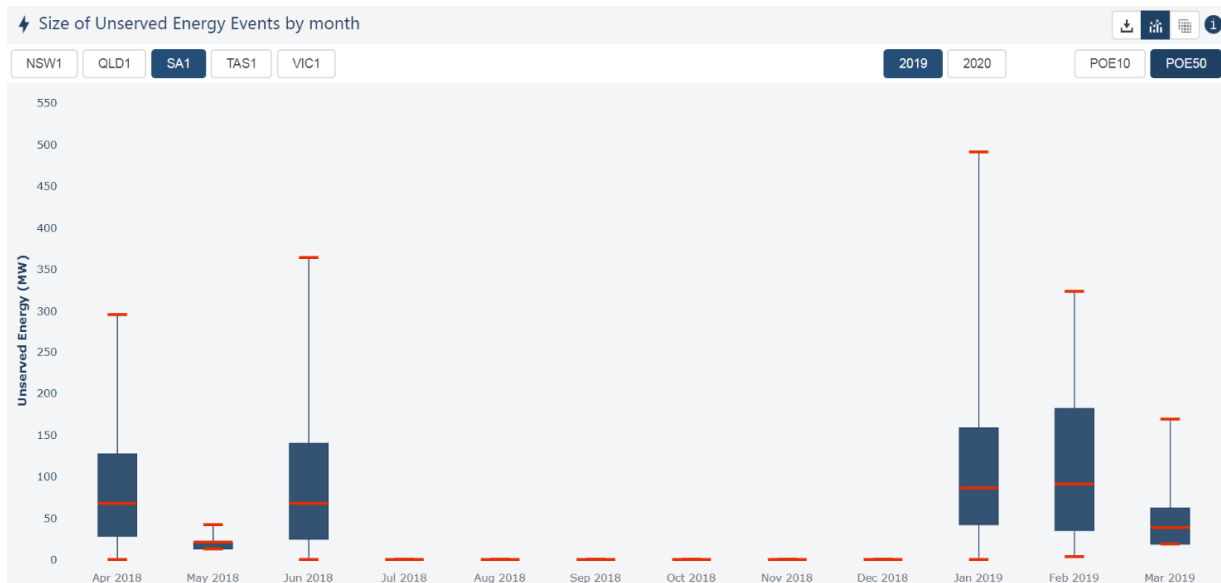 Size of Unserved Energy Events by month
i
NSW1 QLD1 SA1 TAS1 VIC1 2019 2020 POE10 POE50
Unserved Energy (MW)
550
500
450
400
350
300
250
200
150
100
50
0
Apr 2018 May 2018 Jun 2018 Jul 2018 Aug 2018 Sep 2018 Oct 2018 Nov 2018 Dec 2018 Jan 2019 Feb 2019 Mar 2019